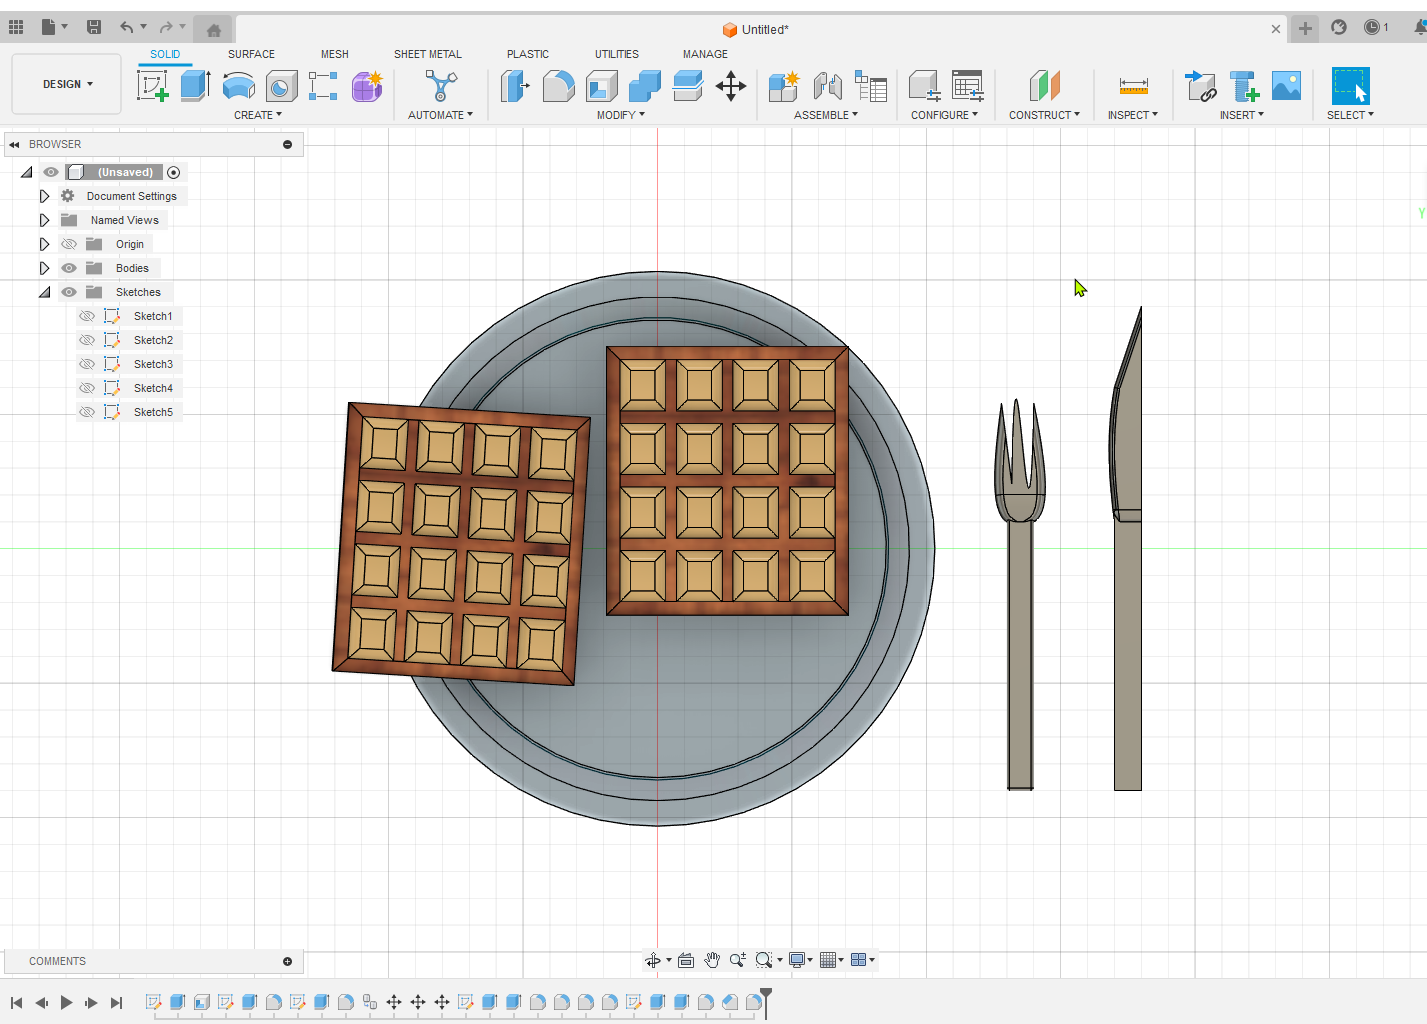 Untitled*
1
SOLID SURFACE MESH SHEET METAL PLASTIC UTILITIES MANAGE
DESIGN
CREATE AUTOMATE MODIFY ASSEMBLE CONFIGURE CONSTRUCT INSPECT INSERT SELECT
BROWSER
(Unsaved)
Document Settings
Named Views
Y
Origin
Bodies
Sketches
Sketch1
Sketch2
Sketch3
Sketch4
Sketch5
COMMENTS